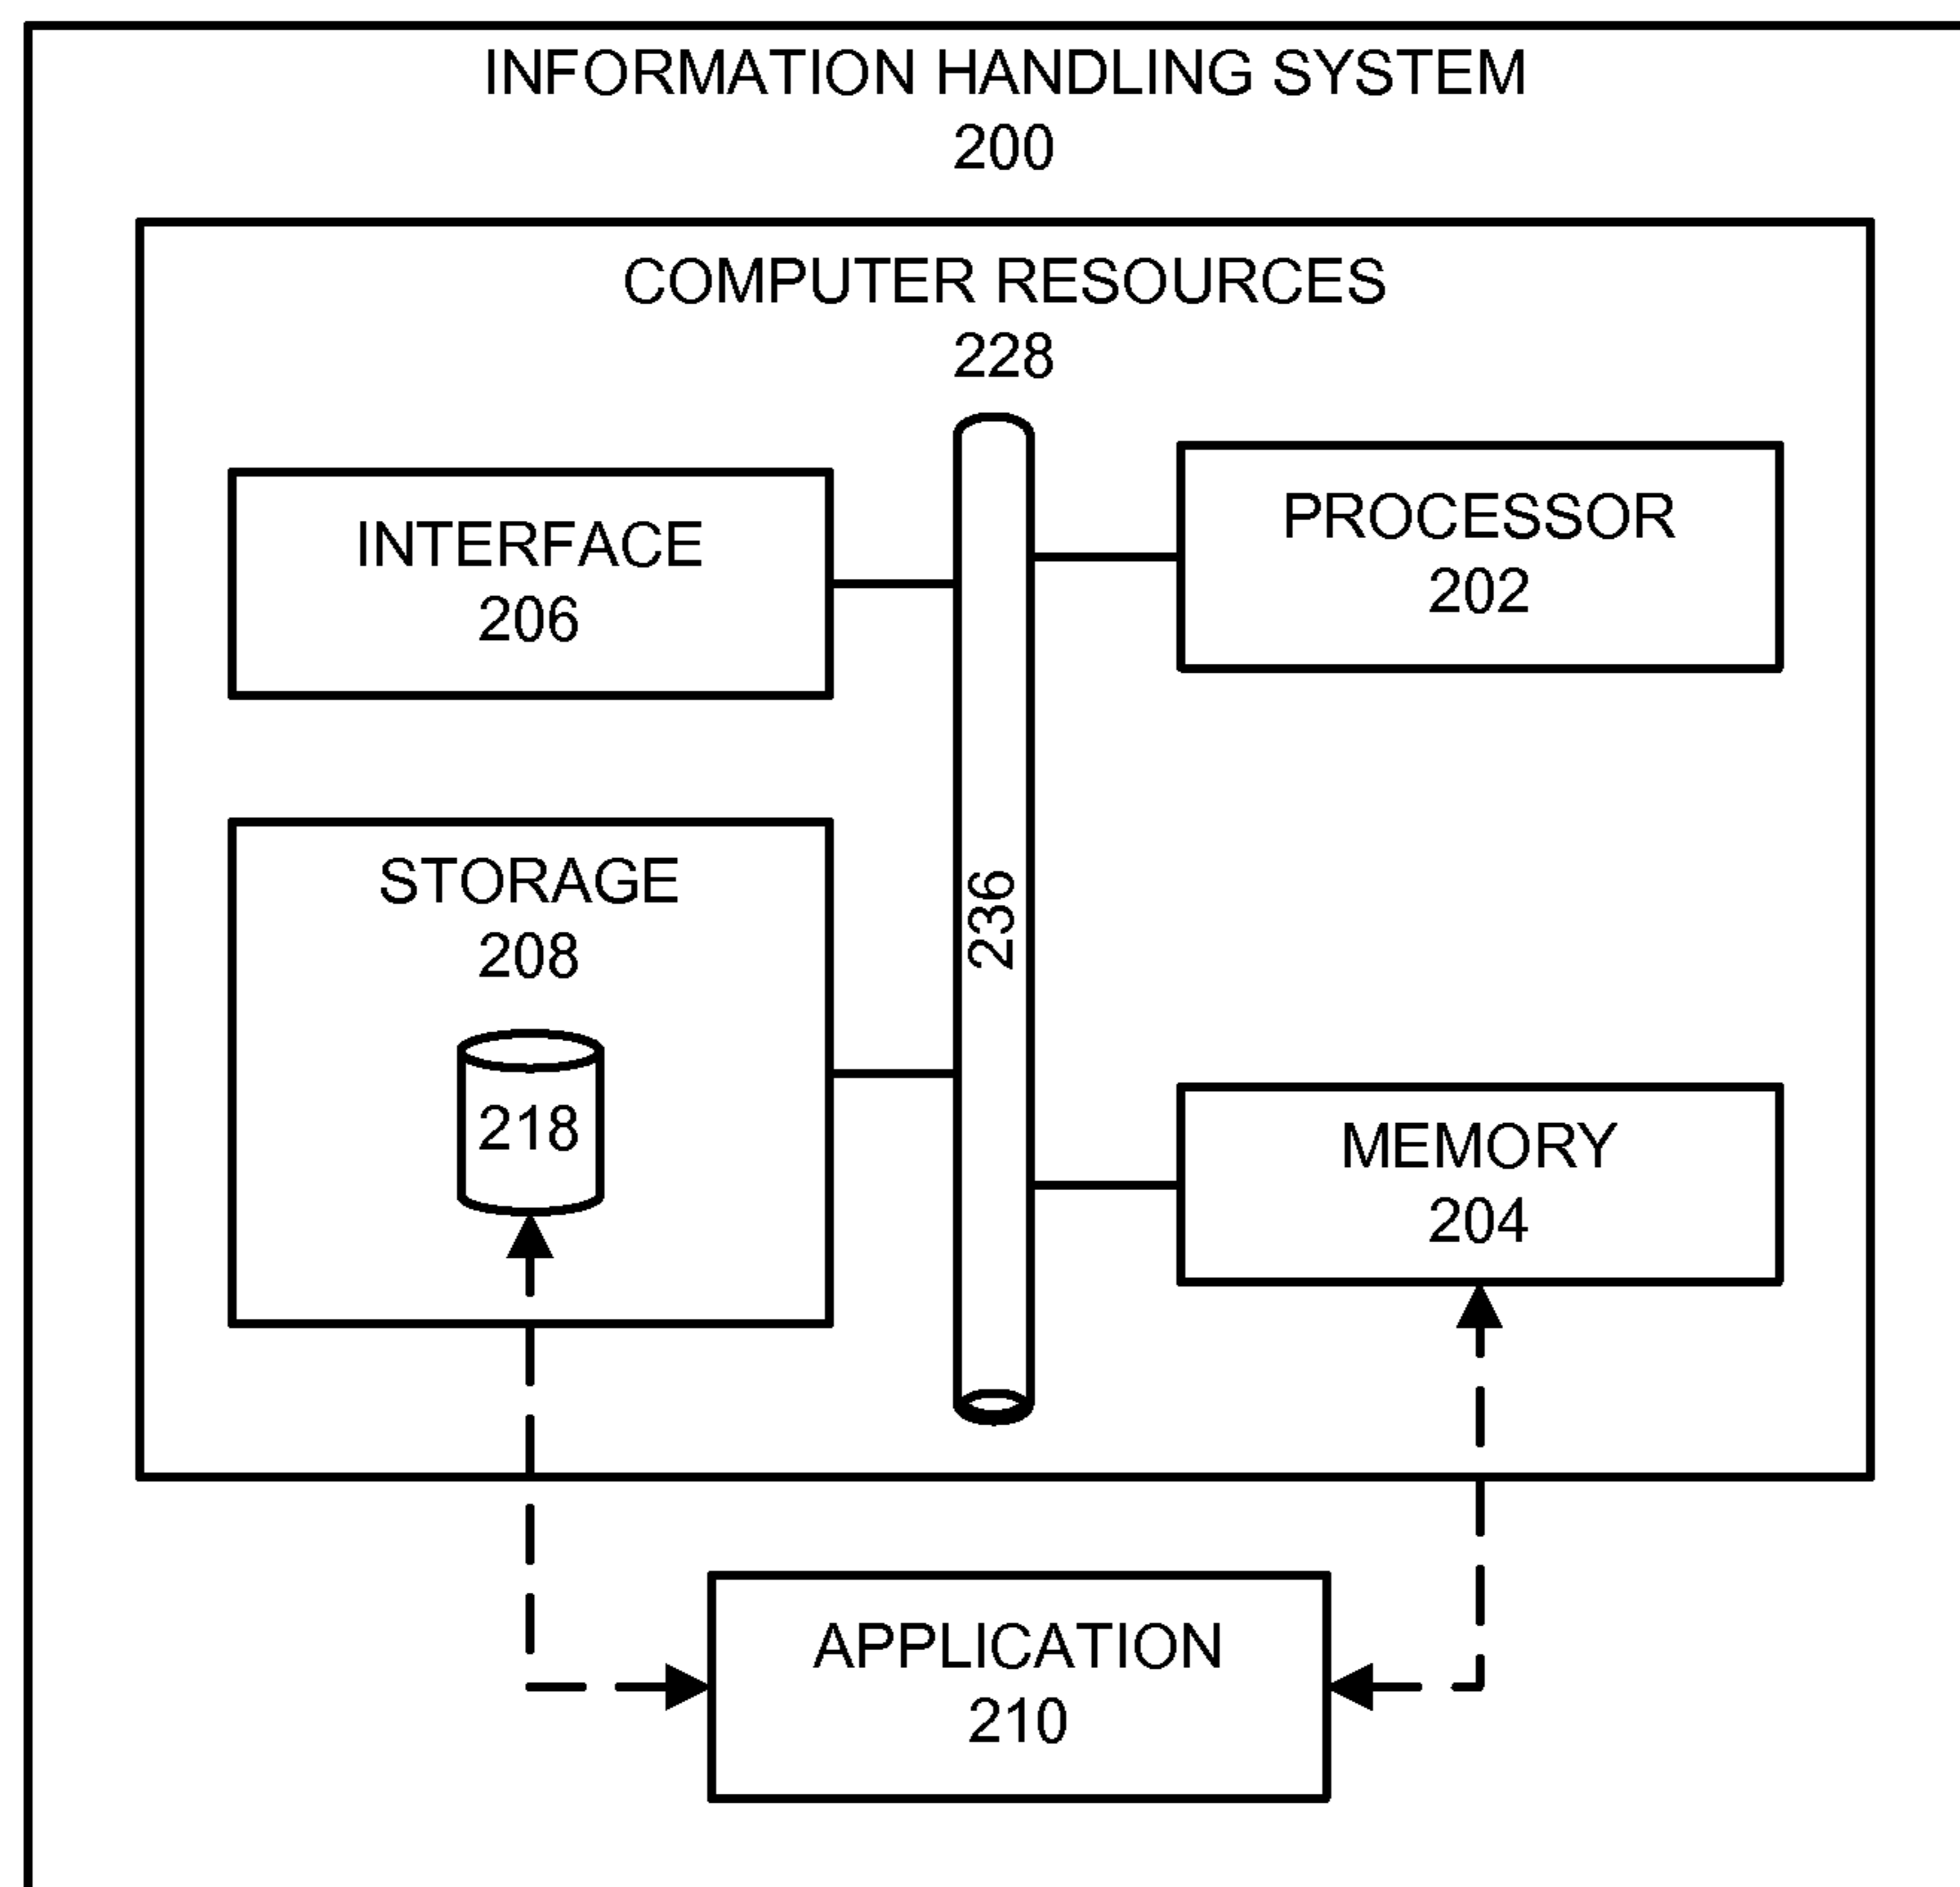 INFORMATION HANDLING SYSTEM
200
COMPUTER RESOURCES
228
INTERFACE
206
PROCESSOR
202
STORAGE
208
218
236
MEMORY
204
APPLICATION
210